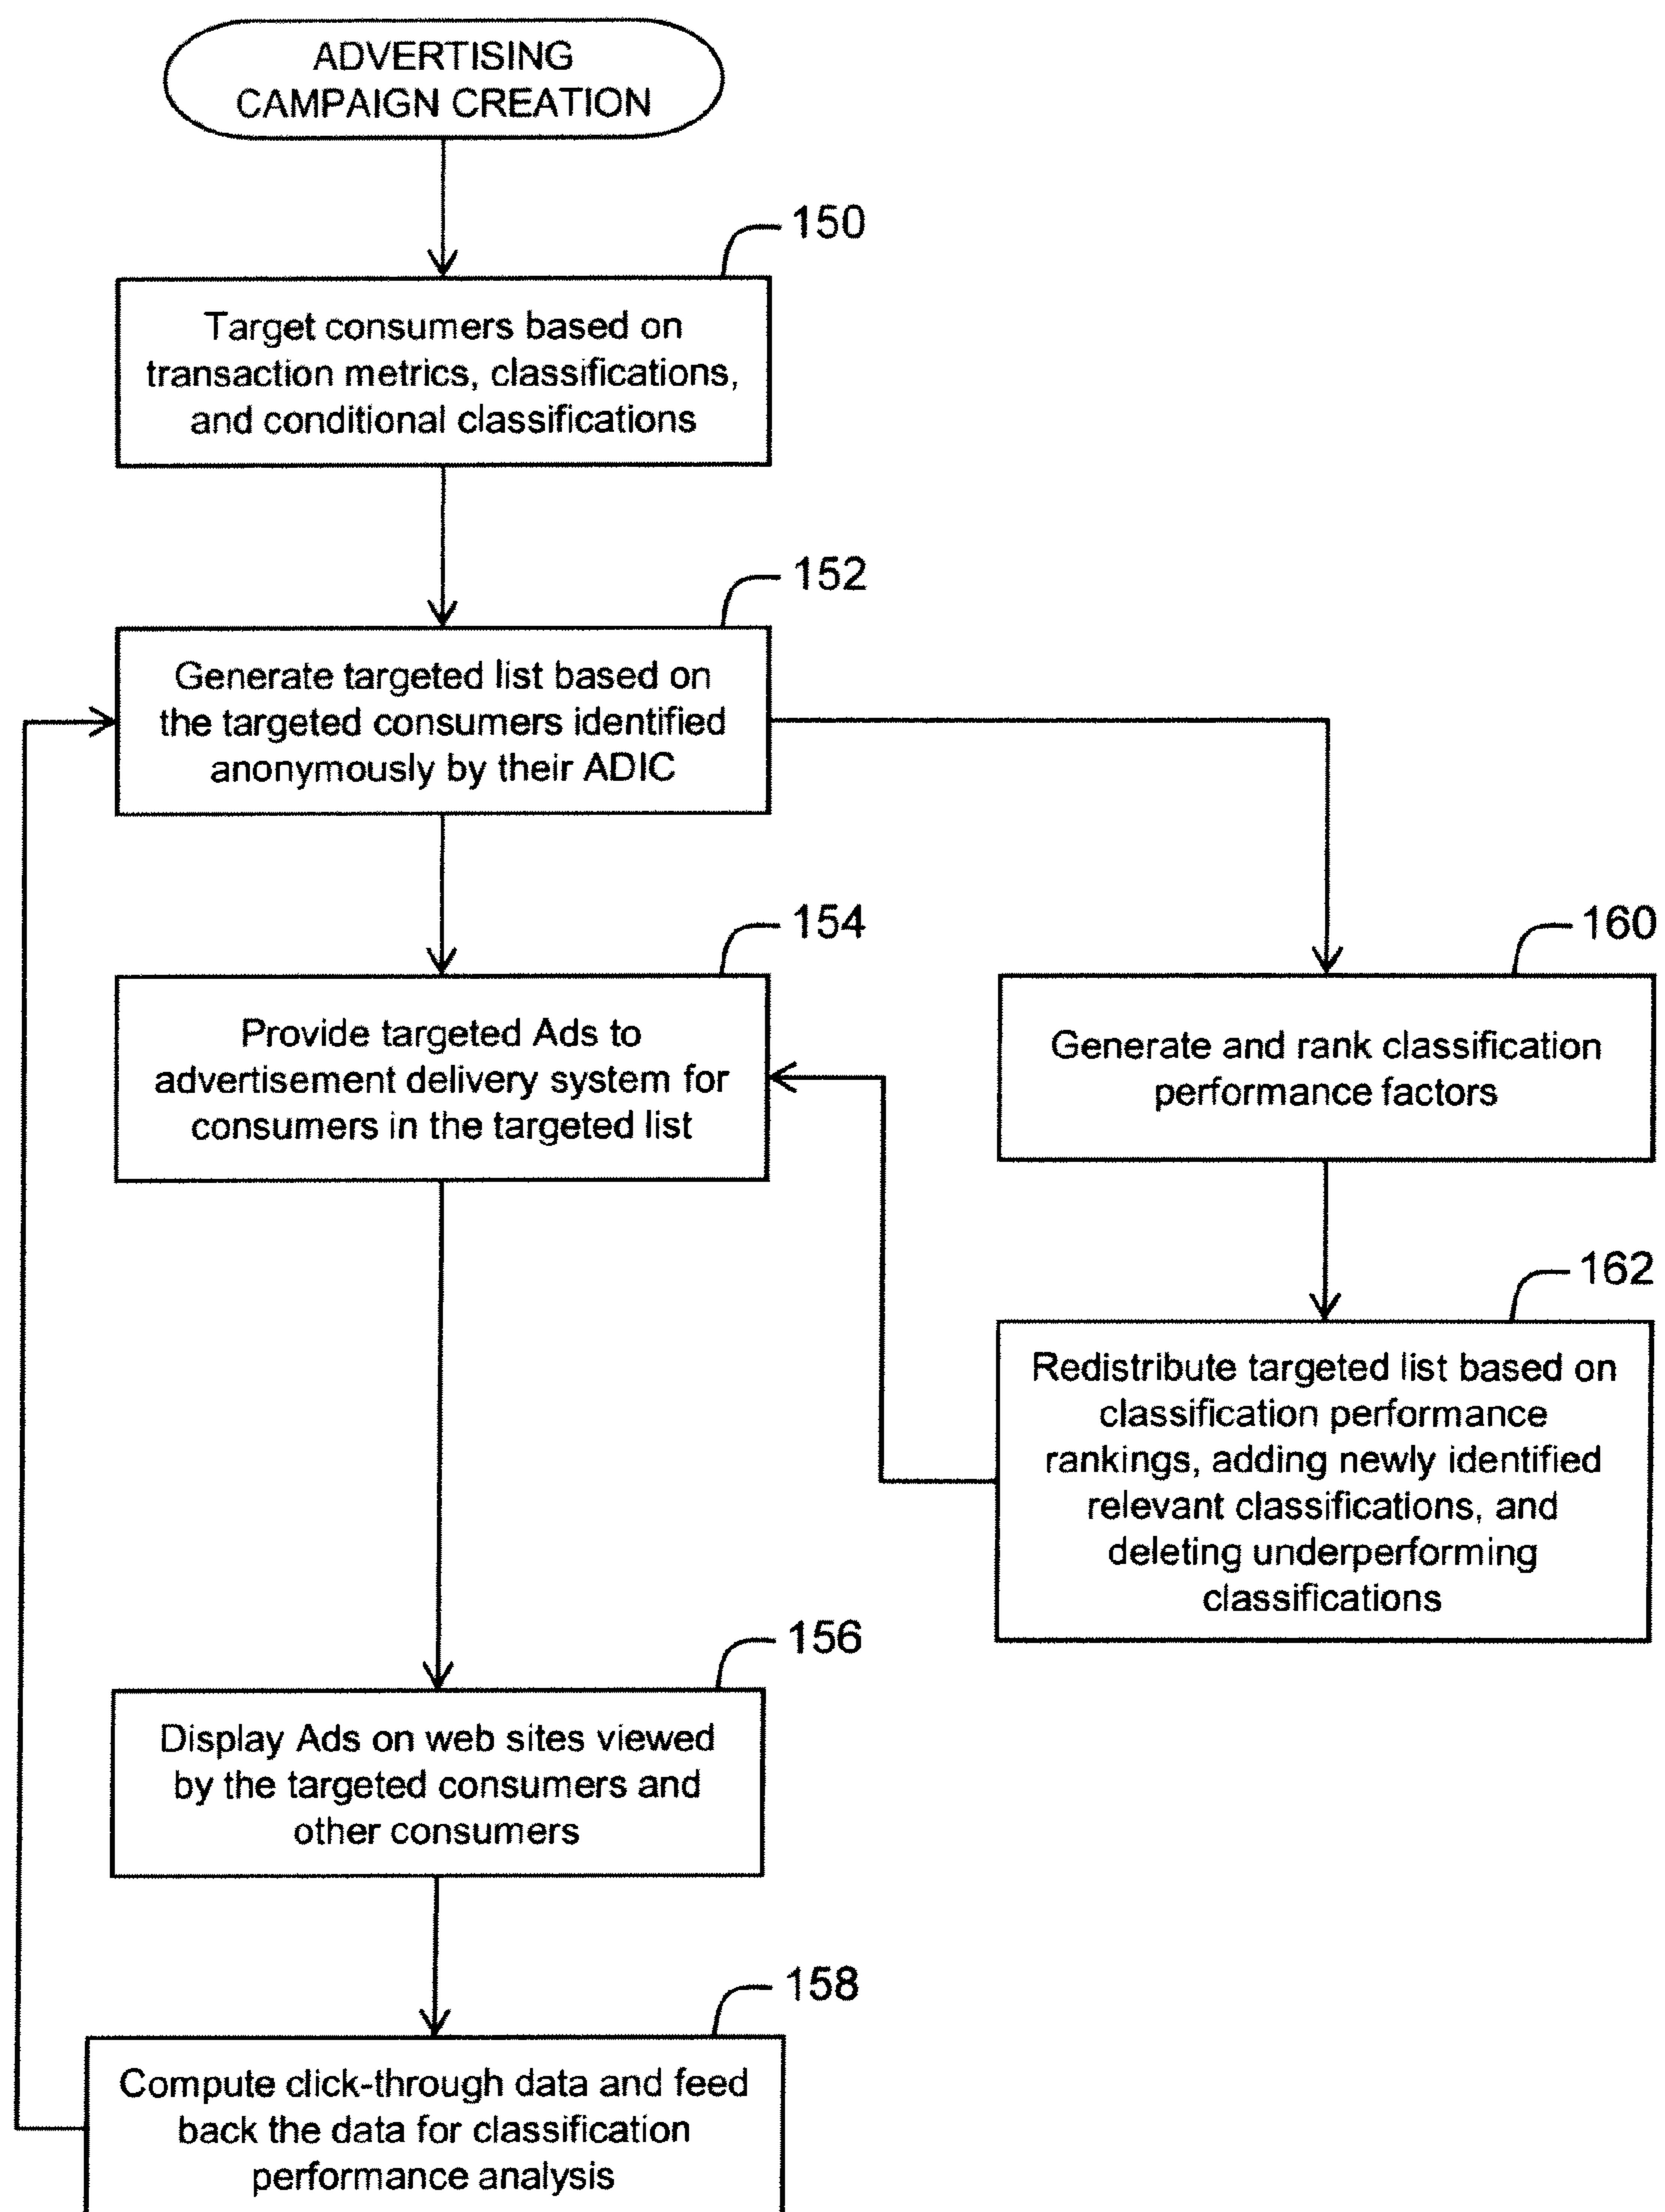 ADVERTISING
CAMPAIGN CREATION
150
Target consumers based on
transaction metrics, classifications,
and conditional classifications
152
Generate targeted list based on
the targeted consumers identified
anonymously by their ADIC
154
Provide targeted Ads to
advertisement delivery system for
consumers in the targeted list
160
Generate and rank classification
performance factors
162
Redistribute targeted list based on
classification performance
rankings, adding newly identified
relevant classifications, and
deleting underperforming
classifications
156
Display Ads on web sites viewed
by the targeted consumers and
other consumers
158
Compute click-through data and feed
back the data for classification
performance analysis